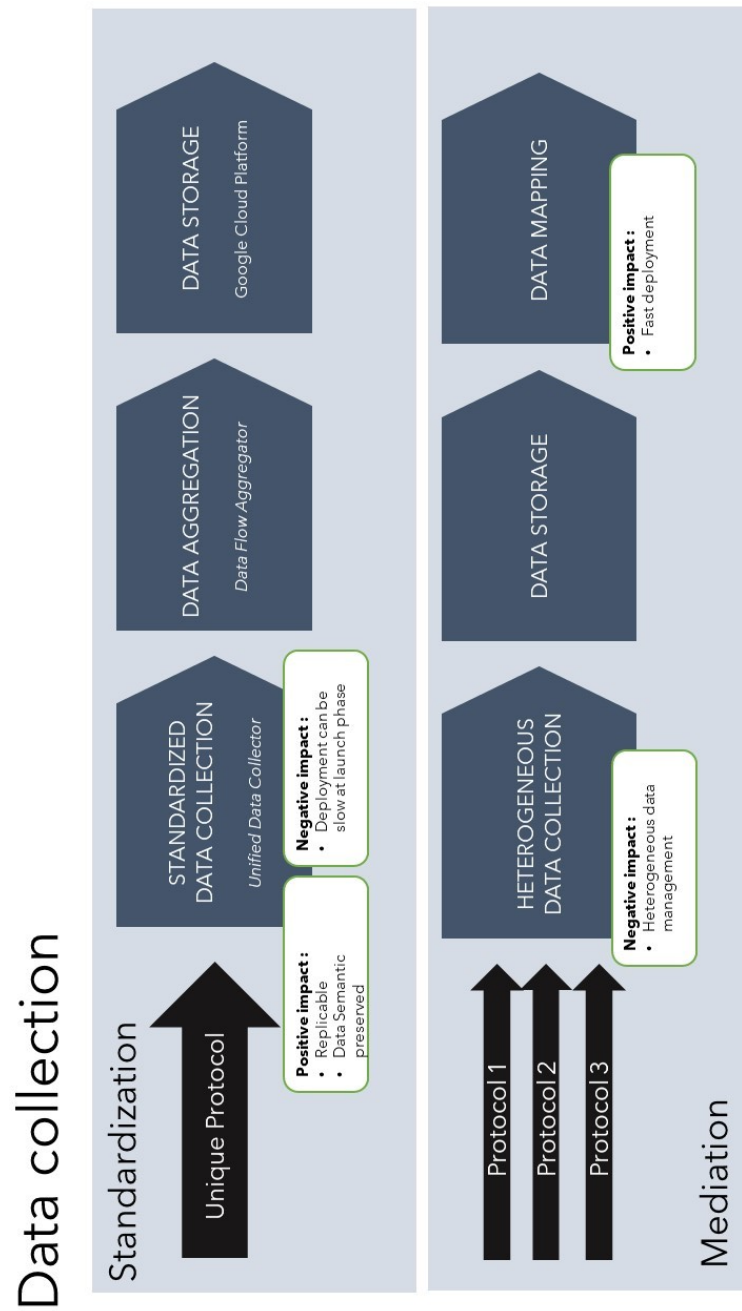 Data collection
Standardization
Unique Protocol
Positive impact :
• Replicable
• Data Semantic
preserved
STANDARDIZED
DATA COLLECTION
Unified Data Collector
Negative impact :
• Deployment can be
slow at launch phase
DATA AGGREGATION
Data Flow Aggregator
DATA STORAGE
Google Cloud Platform
Protocol 1
Protocol 2
Protocol 3
HETEROGENEOUS
DATA COLLECTION
Negative impact :
• Heterogeneous data
management
DATA STORAGE
DATA MAPPING
Positive impact :
• Fast deployment
Mediation